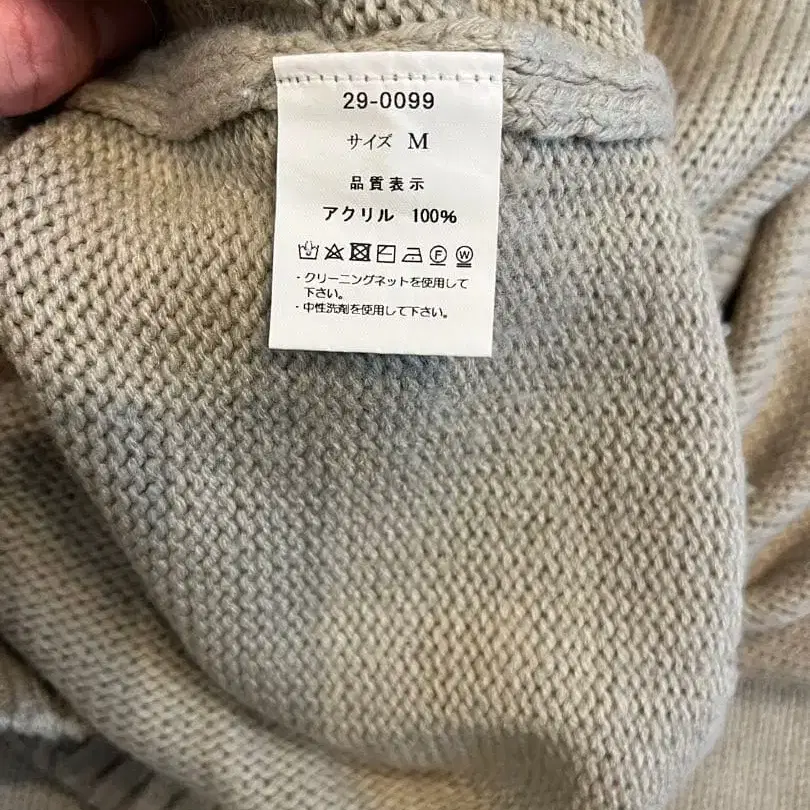 29-0099
サイズ M
品質表示
アクリル 100%
F W
・クリーニングネットを使用して
下さい。
・中性洗剤を使用して下さい。